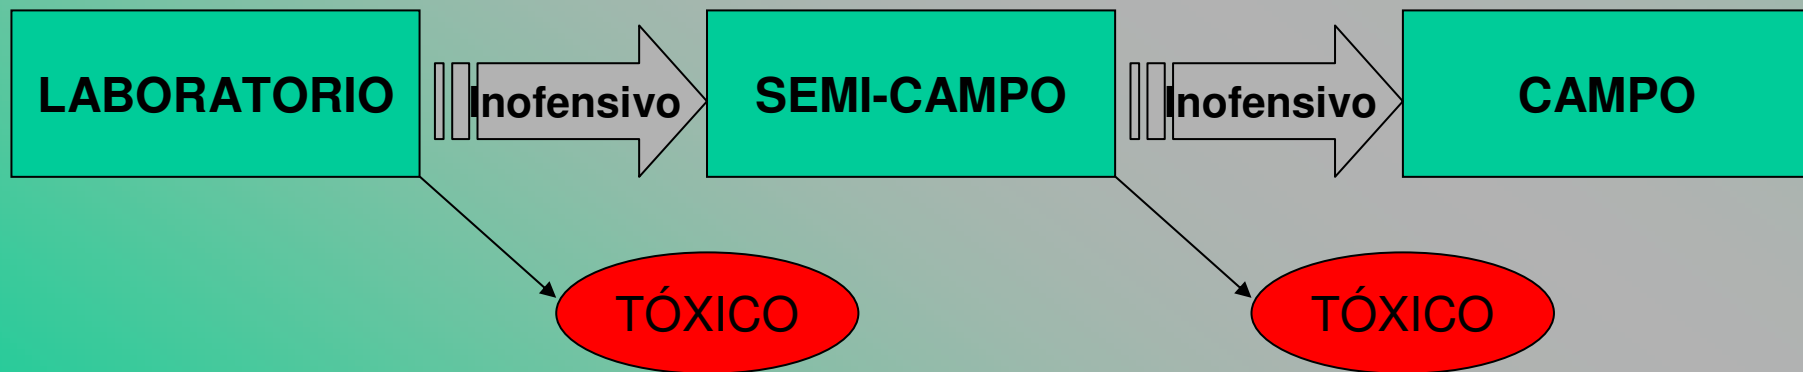 LABORATORIO
Inofensivo
SEMI-CAMPO
Inofensivo
CAMPO
TÓXICO
TÓXICO